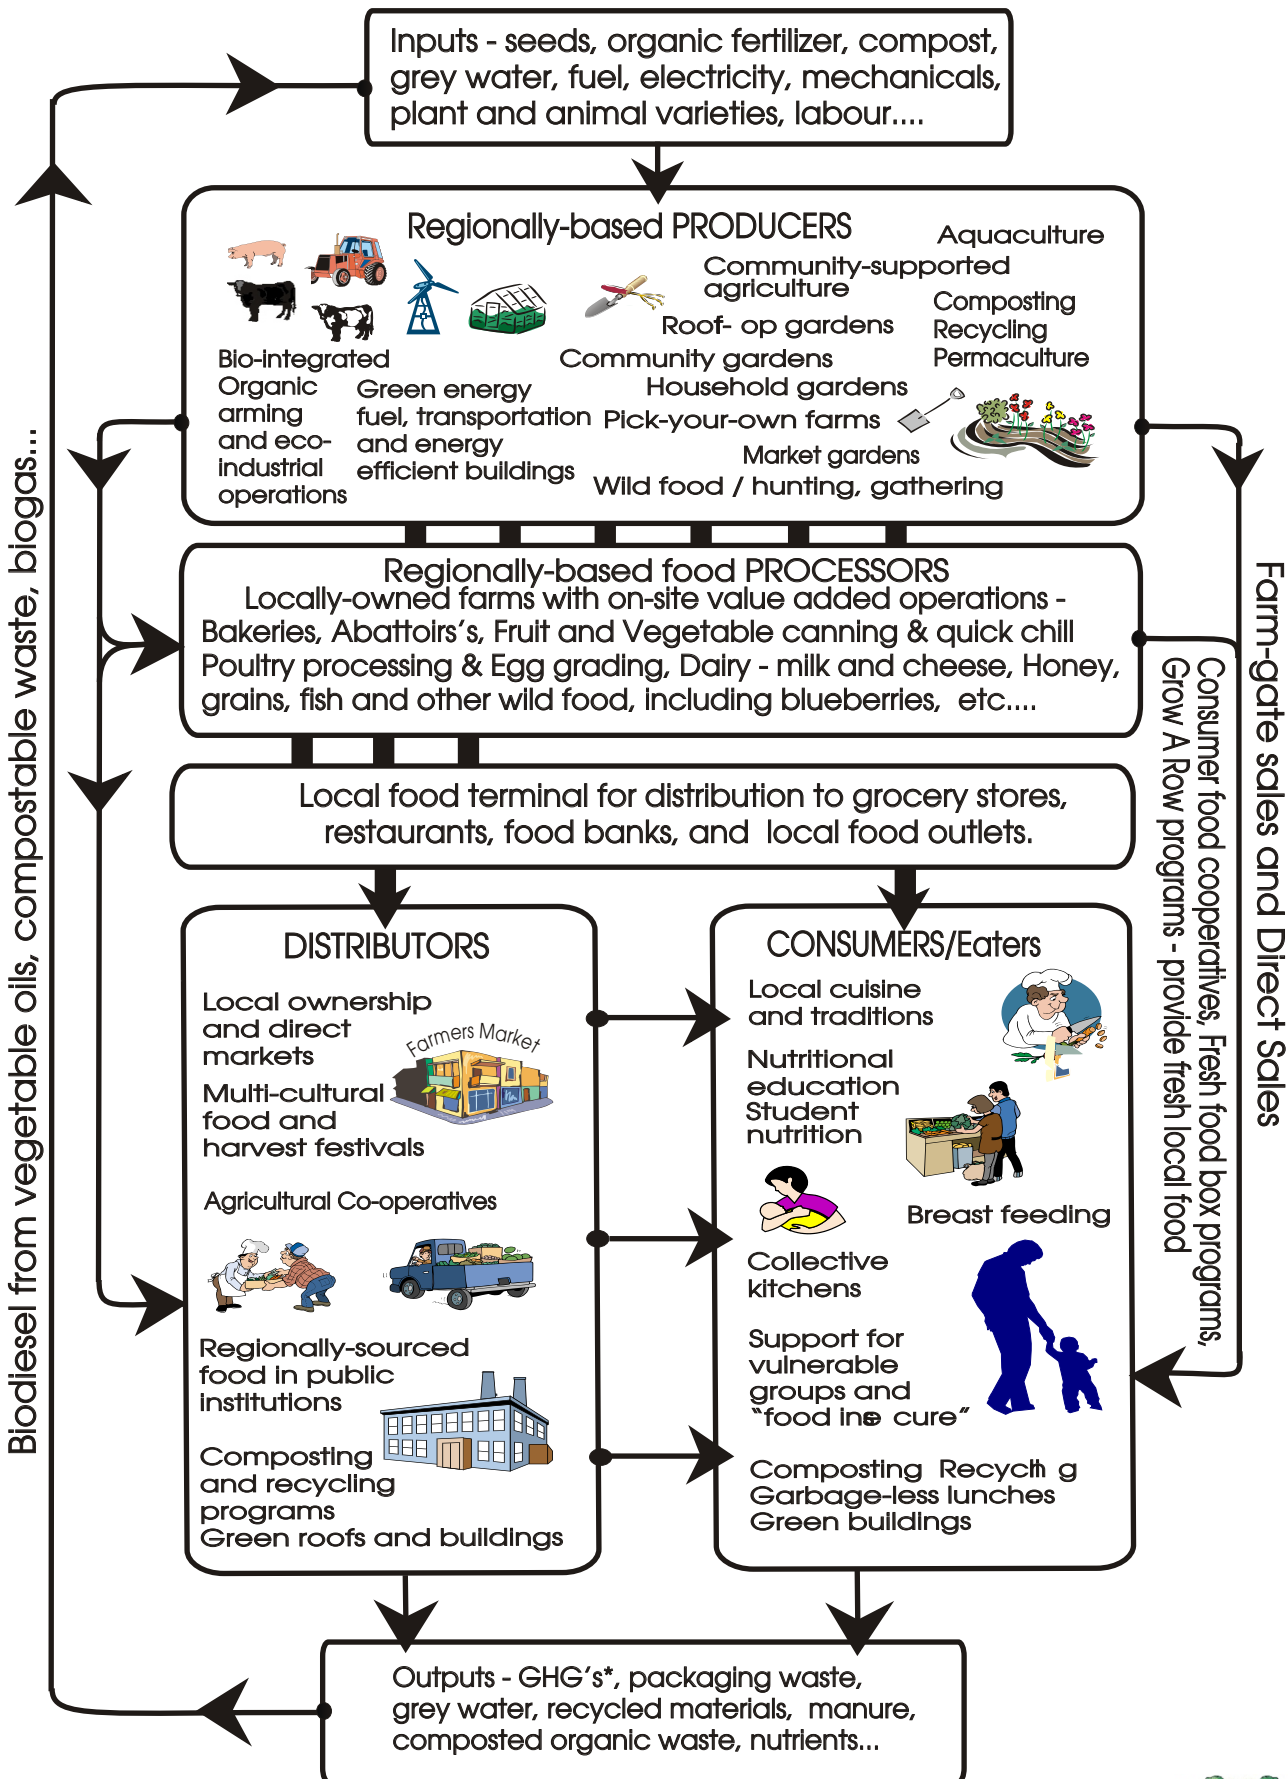 Inputs - seeds, organic fertilizer, compost,
grey water, fuel, electricity, mechanicals,
plant and animal varieties, labour....
Regionally-based PRODUCERS
Aquaculture
Community-supported
agriculture
Composting
Recycling
Permaculture
Roof- op gardens
Community gardens
Household gardens
Pick-your-own farms
Market gardens
Wild food / hunting, gathering
Bio-integrated
Organic
arming
and eco-
industrial
operations
Green energy
fuel, transportation
and energy
efficient buildings
Regionally-based food PROCESSORS
Locally-owned farms with on-site value added operations -
Bakeries, Abattoirs's, Fruit and Vegetable canning & quick chill
Poultry processing & Egg grading, Dairy - milk and cheese, Honey,
grains, fish and other wild food, including blueberries, etc....
Local food terminal for distribution to grocery stores,
restaurants, food banks, and local food outlets.
DISTRIBUTORS
Local ownership
and direct
markets
Farmers Market
Multi-cultural
food and
harvest festivals
Agricultural Co-operatives
Regionally-sourced
food in public
institutions
Composting
and recycling
programs
Green roofs and buildings
CONSUMERS/Eaters
Local cuisine
and traditions
Nutritional
education
Student
nutrition
Breast feeding
Collective
kitchens
Support for
vulnerable
groups and
"food inse cure"
Composting Recyclin g
Garbage-less lunches
Green buildings
Outputs - GHG's*, packaging waste,
grey water, recycled materials, manure,
composted organic waste, nutrients...
Biodiesel from vegetable oils, compostable waste, biogas...
Farm-gate sales and Direct Sales
Consumer food cooperatives, Fresh food box programs,
Grow A Row programs - provide fresh local food